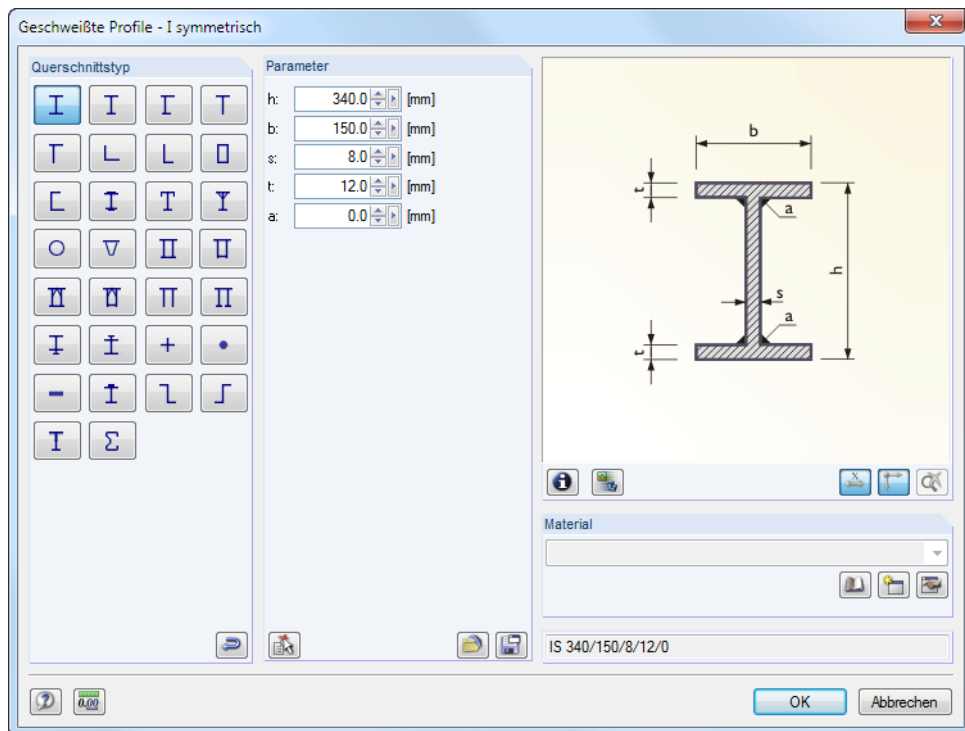 Geschweißte Profile - I symmetrisch
Querschnittstyp
Parameter
h: 340.0 [mm]
b: 150.0 [mm]
s: 8.0 [mm]
t: 12.0 [mm]
a: 0.0 [mm]
b
t
a
h
s
a
t
x
Material
IS 340/150/8/12/0
0.00
OK
Abbrechen